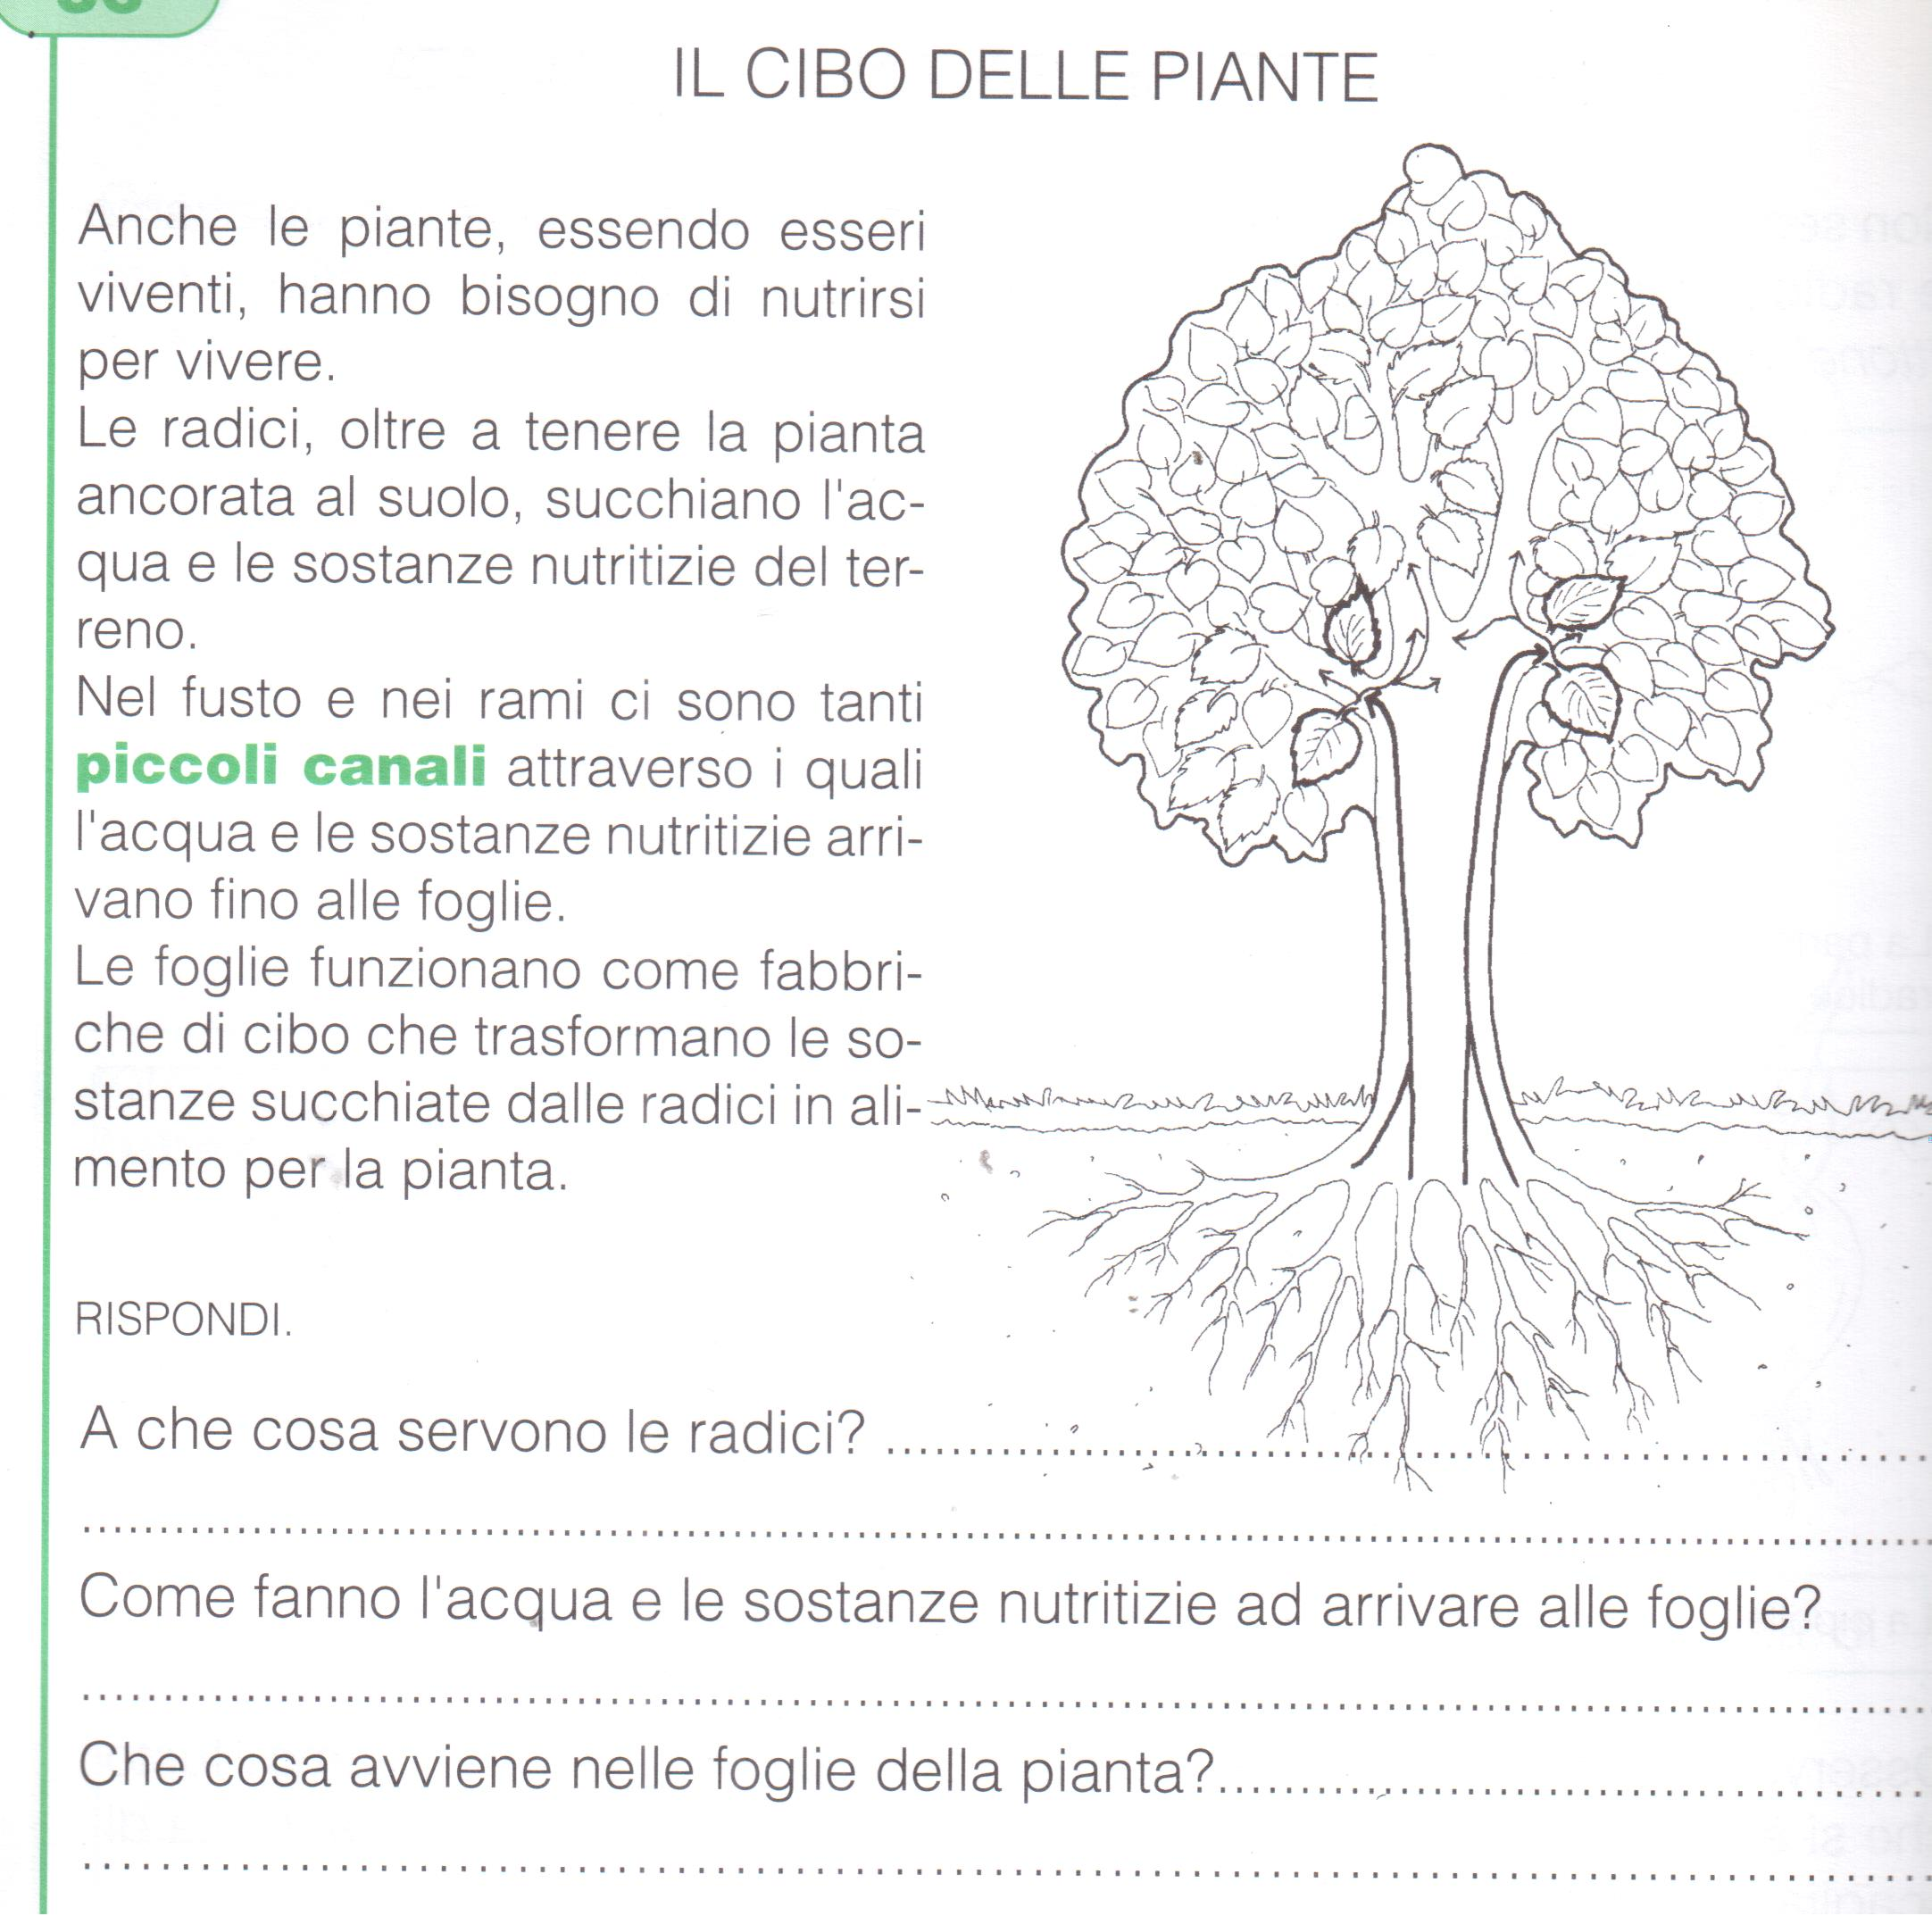 IL CIBO DELLE PIANTE
Anche le piante, essendo esseri
viventi, hanno bisogno di nutrirsi
per vivere.
Le radici, oltre a tenere la pianta
ancorata al suolo, succhiano l'ac-
qua e le sostanze nutritizie del ter-
reno.
Nel fusto e nei rami ci sono tanti
piccoli canali attraverso i quali
l'acqua e le sostanze nutritizie arri-
vano fino alle foglie.
Le foglie funzionano come fabbri-
che di cibo che trasformano le so-
stanze succhiate dalle radici in ali-
mento per la pianta.
RISPONDI.
A che cosa servono le radici?
Come fanno l'acqua e le sostanze nutritizie ad arrivare alle foglie?
Che cosa avviene nelle foglie della pianta?